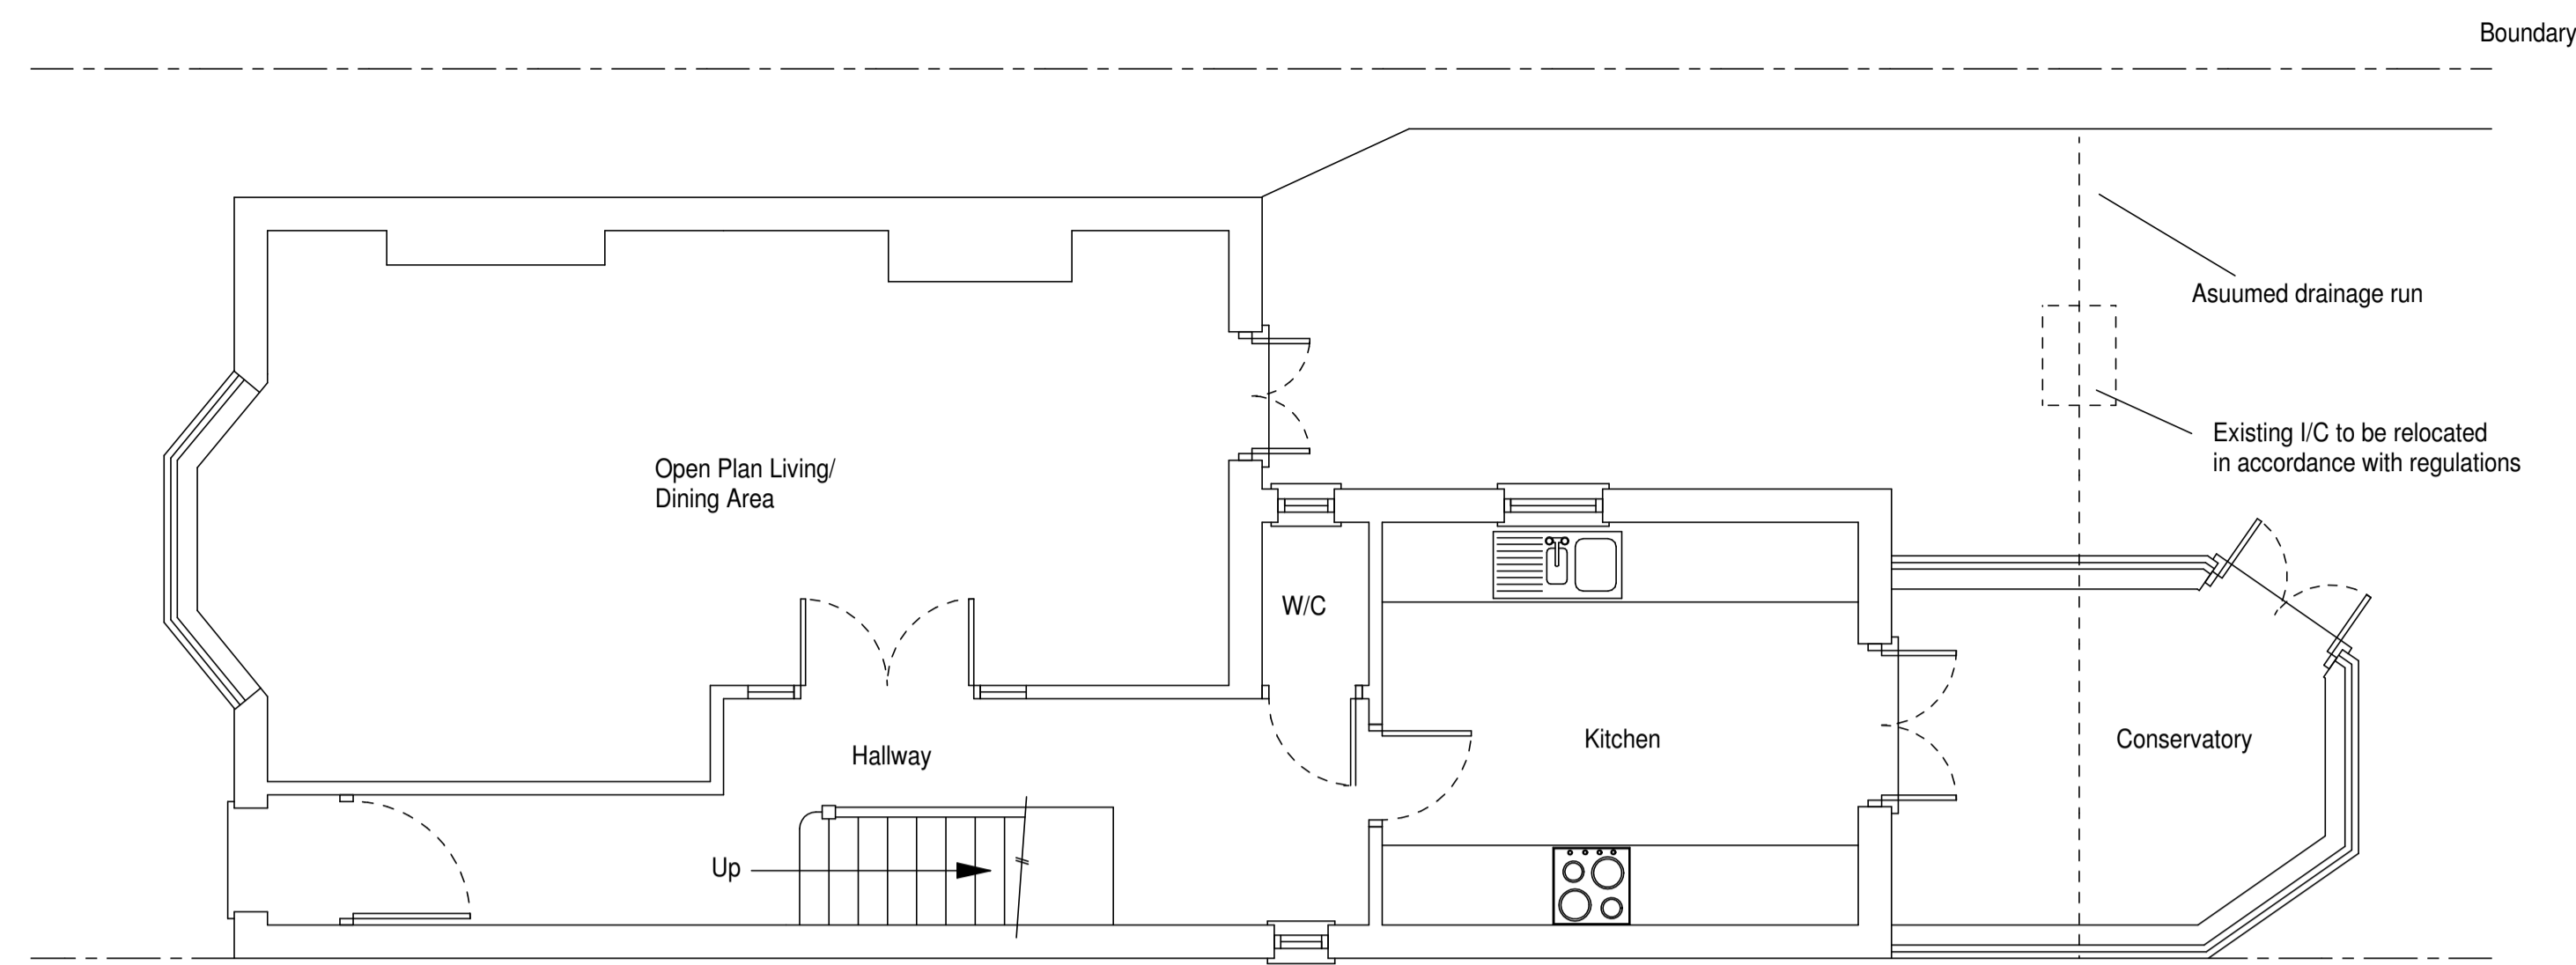 Boundary
Asuumed drainage run
Existing I/C to be relocated
in accordance with regulations
Open Plan Living/
Dining Area
W/C
Hallway
Kitchen
Conservatory
Up